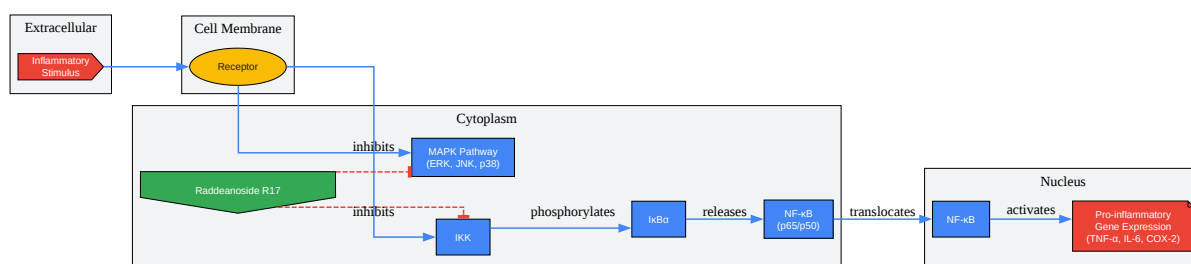 Extracellular
Inflammatory
Stimulus
Cell Membrane
Receptor
Cytoplasm
inhibits
MAPK Pathway
(ERK, JNK, p38)
Raddeanoside R17
inhibits
IKK
phosphorylates
IκBα
releases
NF-κB
(p65/p50)
translocates
Nucleus
NF-κB
activates
Pro-inflammatory
Gene Expression
(TNF-α, IL-6, COX-2)